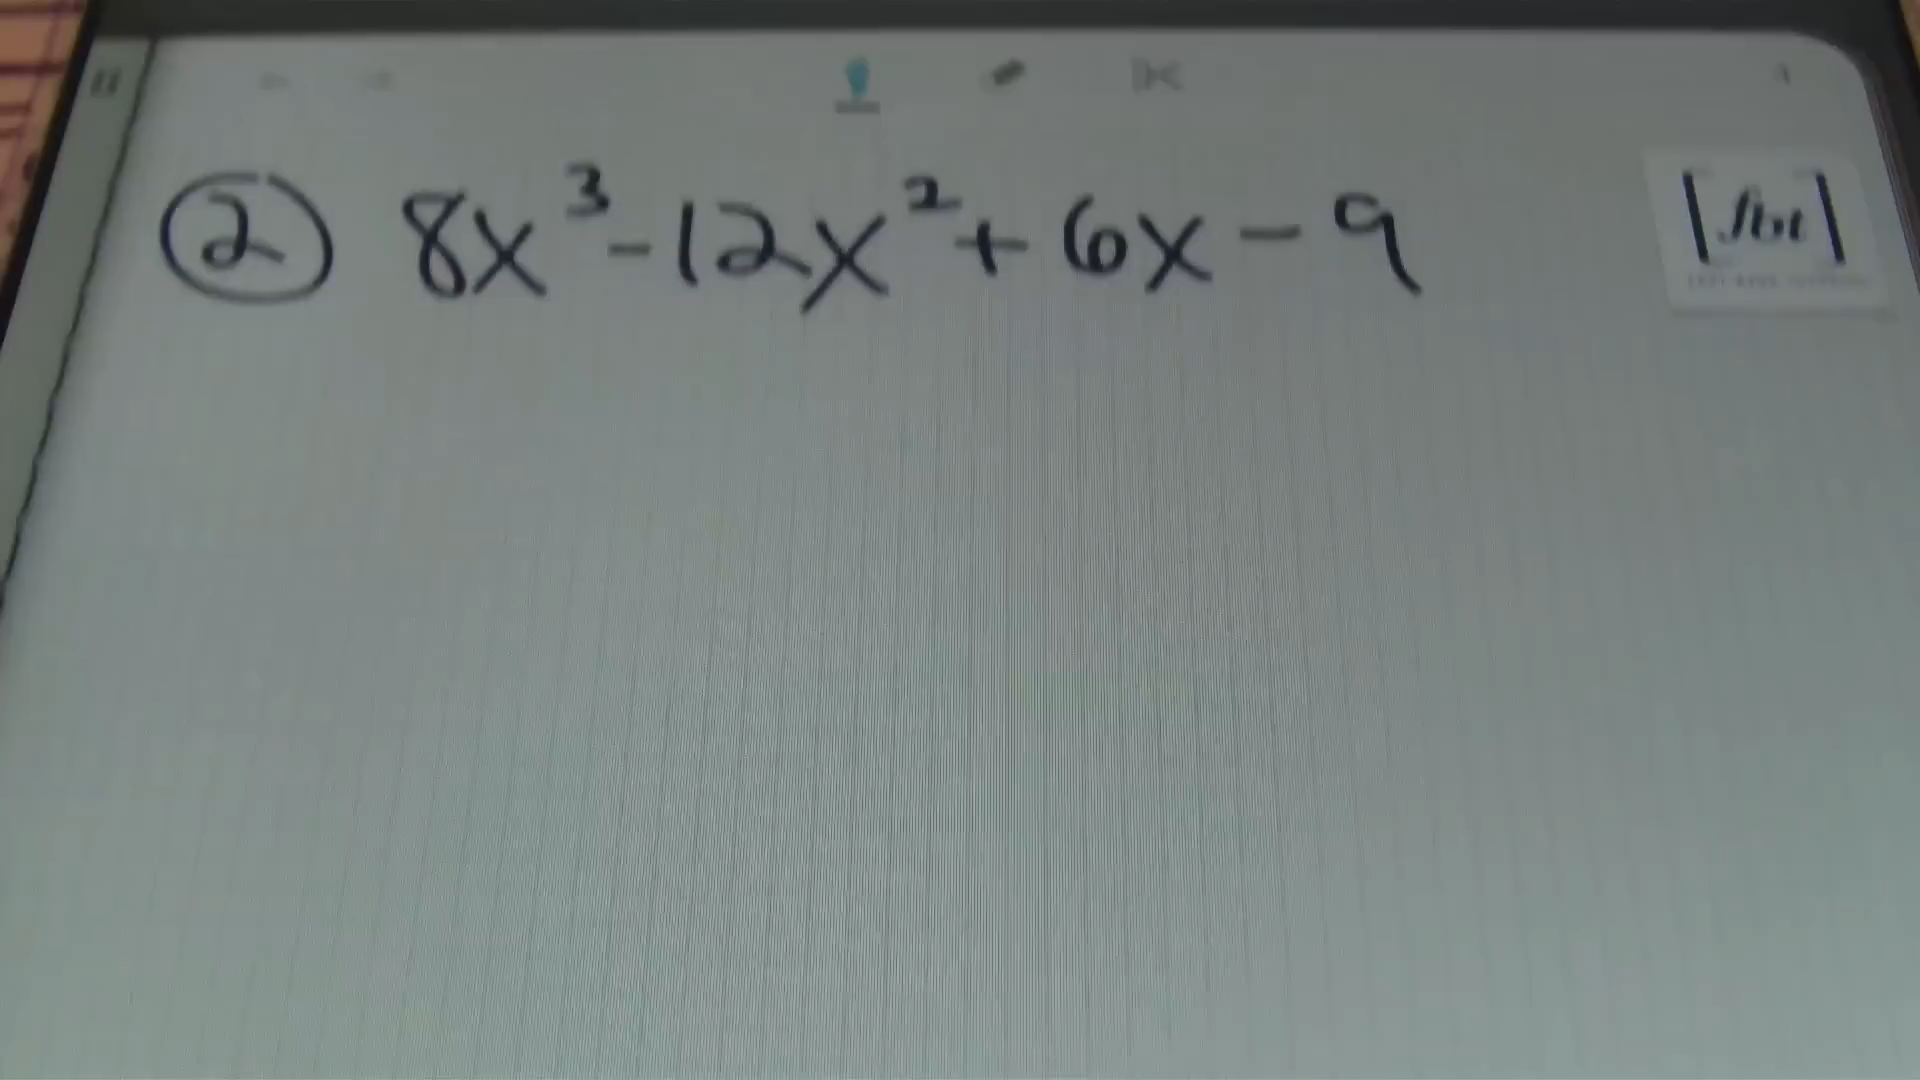 ② 8x³ - 12x² + 6x - 9